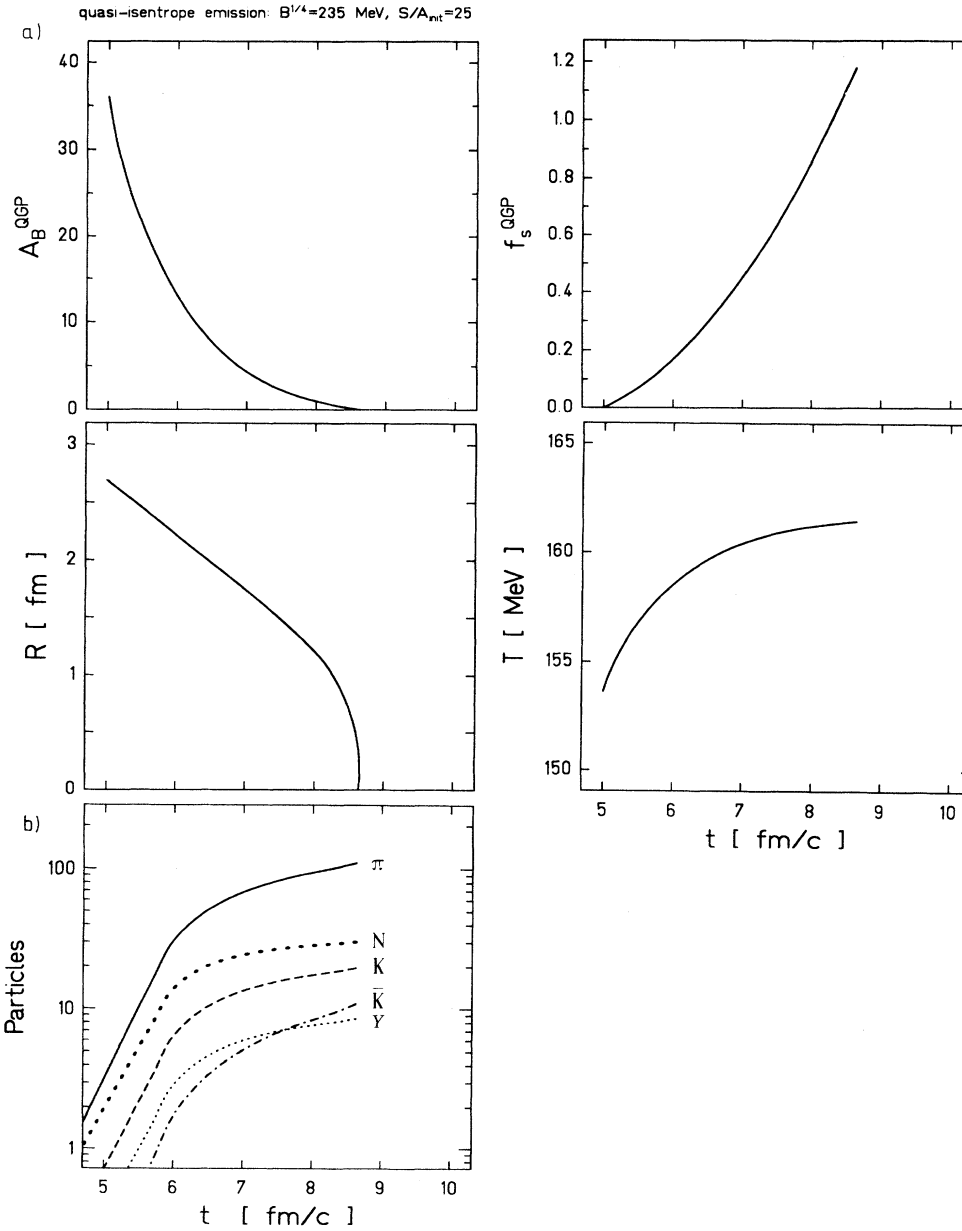 quasi-isentrope emission: B^1/4=235 MeV, S/A_init=25
a)
40
30
20
10
0
A_B^QGP
1.2
1.0
0.8
0.6
0.4
0.2
0.0
f_s^QGP
3
2
1
0
R [ fm ]
165
160
155
150
T [ MeV ]
5 6 7 8 9 10
t [ fm/c ]
b)
100
10
1
Particles
π
N
K
K̄
Y
5 6 7 8 9 10
t [ fm/c ]